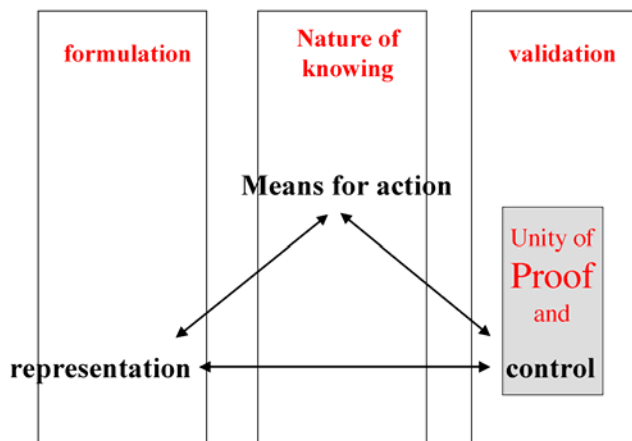 formulation
Nature of
knowing
validation
Means for action
Unity of
Proof
and
representation
control